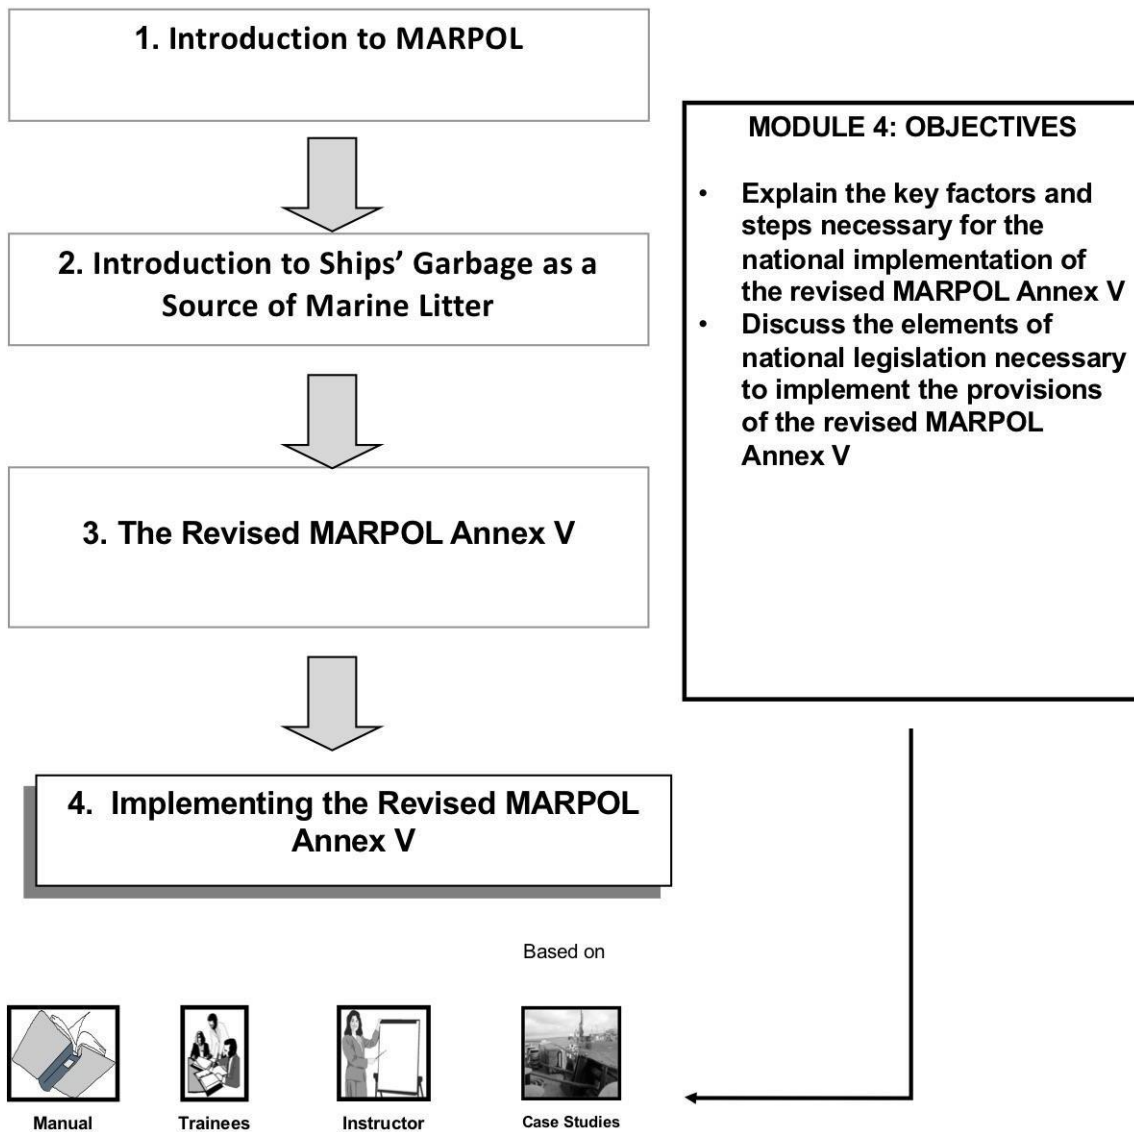 1. Introduction to MARPOL
2. Introduction to Ships’ Garbage as a
Source of Marine Litter
3. The Revised MARPOL Annex V
4. Implementing the Revised MARPOL
Annex V
MODULE 4: OBJECTIVES
• Explain the key factors and
steps necessary for the
national implementation of
the revised MARPOL Annex V
• Discuss the elements of
national legislation necessary
to implement the provisions
of the revised MARPOL
Annex V
Based on
Manual
Trainees
Instructor
Case Studies